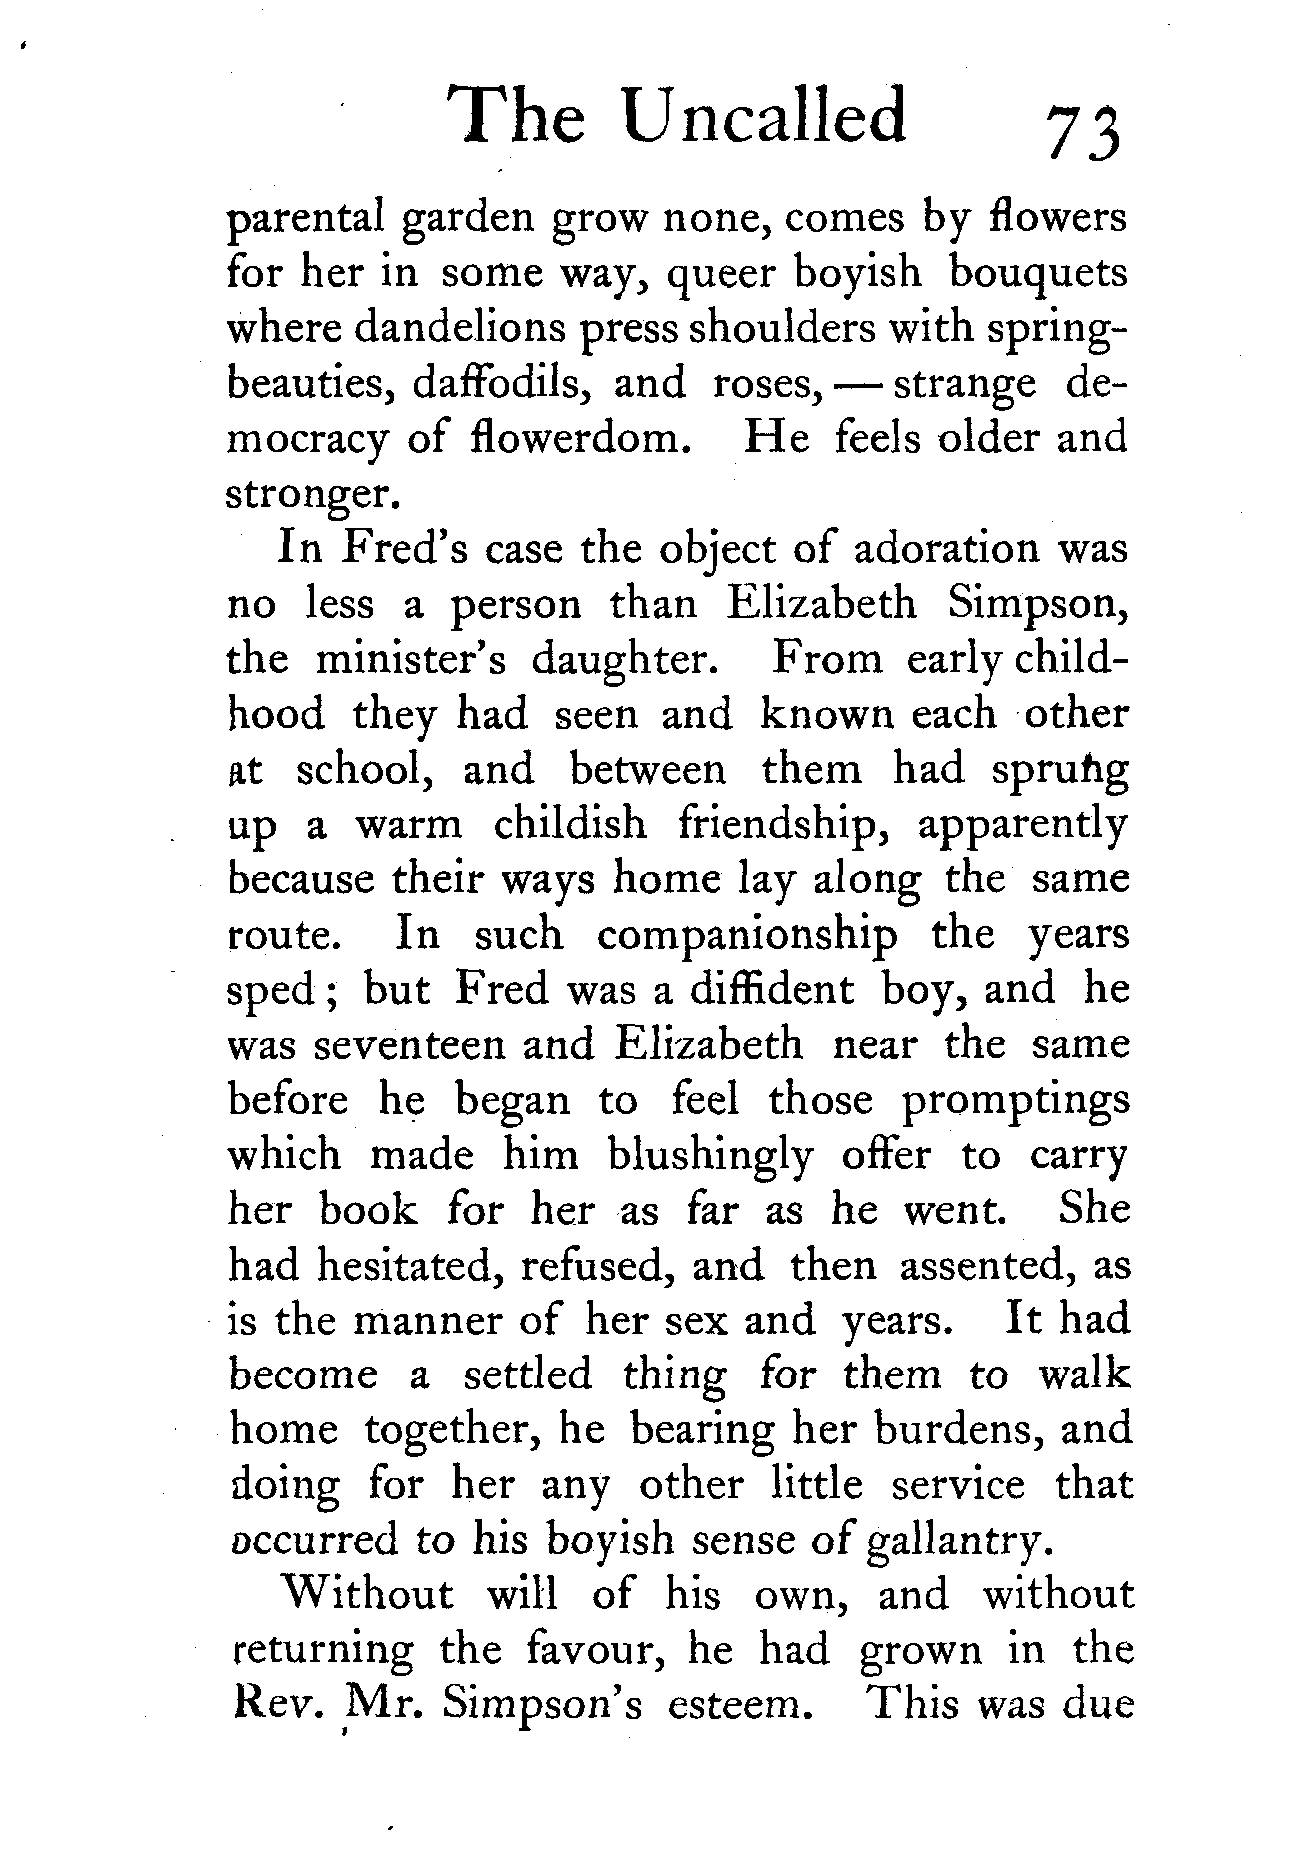 The Uncalled 73
parental garden grow none, comes by flowers
for her in some way, queer boyish bouquets
where dandelions press shoulders with spring-
beauties, daffodils, and roses, — strange de-
mocracy of flowerdom. He feels older and
stronger.
In Fred's case the object of adoration was
no less a person than Elizabeth Simpson,
the minister's daughter. From early child-
hood they had seen and known each other
at school, and between them had sprung
up a warm childish friendship, apparently
because their ways home lay along the same
route. In such companionship the years
sped; but Fred was a diffident boy, and he
was seventeen and Elizabeth near the same
before he began to feel those promptings
which made him blushingly offer to carry
her book for her as far as he went. She
had hesitated, refused, and then assented, as
is the manner of her sex and years. It had
become a settled thing for them to walk
home together, he bearing her burdens, and
doing for her any other little service that
occurred to his boyish sense of gallantry.
Without will of his own, and without
returning the favour, he had grown in the
Rev. Mr. Simpson's esteem. This was due